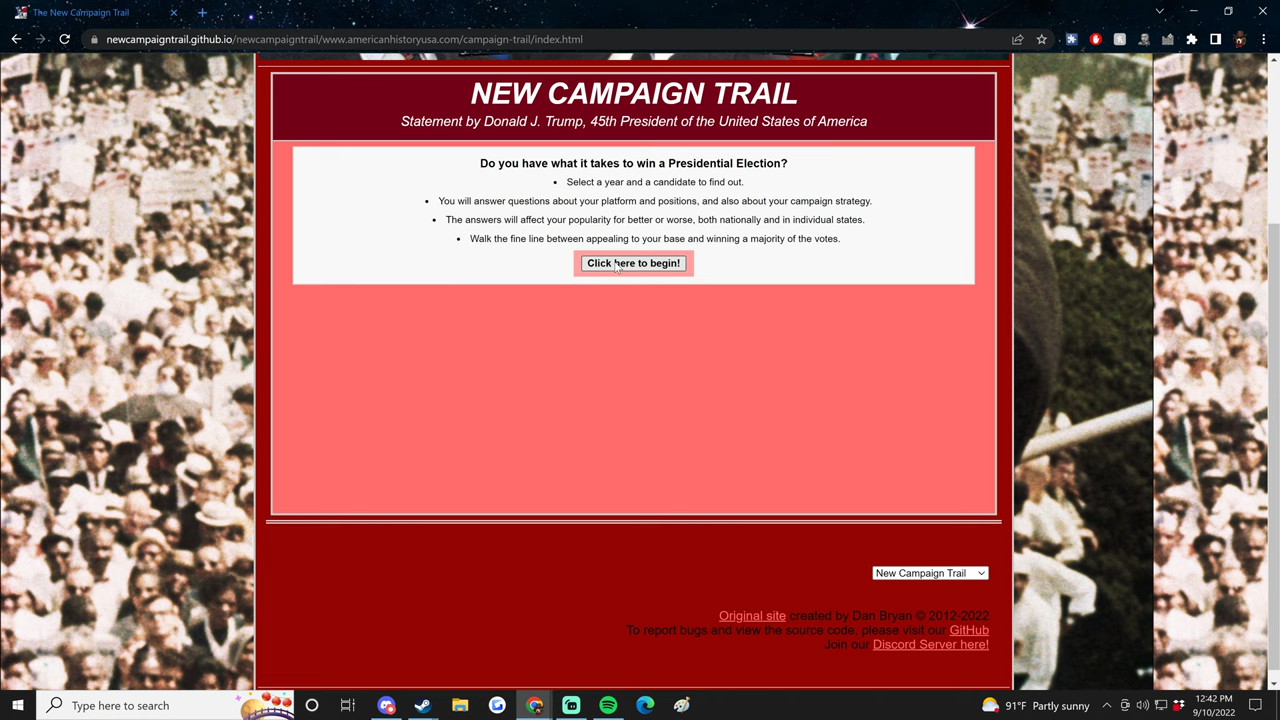 The New Campaign Trail
newcampaigntrail.github.io/newcampaigntrail/www.americanhistoryusa.com/campaign-trail/index.html
NEW CAMPAIGN TRAIL
Statement by Donald J. Trump, 45th President of the United States of America
Do you have what it takes to win a Presidential Election?
• Select a year and a candidate to find out.
• You will answer questions about your platform and positions, and also about your campaign strategy.
• The answers will affect your popularity for better or worse, both nationally and in individual states.
• Walk the fine line between appealing to your base and winning a majority of the votes.
Click here to begin!
New Campaign Trail
Original site created by Dan Bryan © 2012-2022
To report bugs and view the source code, please visit our GitHub
Join our Discord Server here!
Type here to search
91°F Partly sunny
12:42 PM
9/10/2022